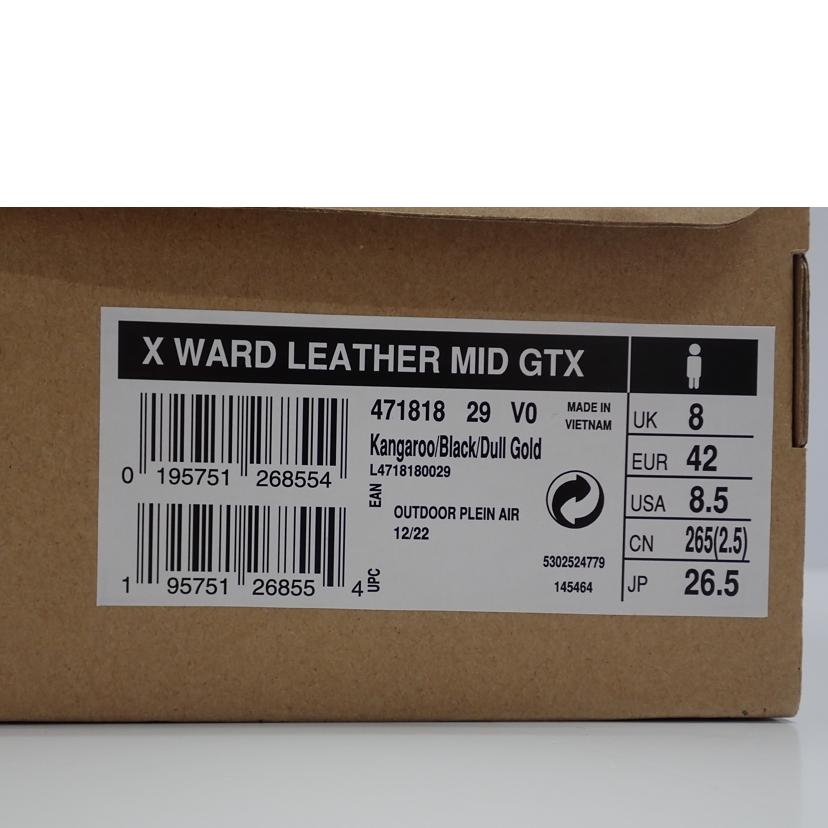 X WARD LEATHER MID GTX
0 195751 268554
EAN
1 95751 26855 4
UPC
471818 29 V0
MADE IN
VIETNAM
Kangaroo/Black/Dull Gold
L4718180029
OUTDOOR PLEIN AIR
12/22
5302524779
145464
UK 8
EUR 42
USA 8.5
CN 265(2.5)
JP 26.5